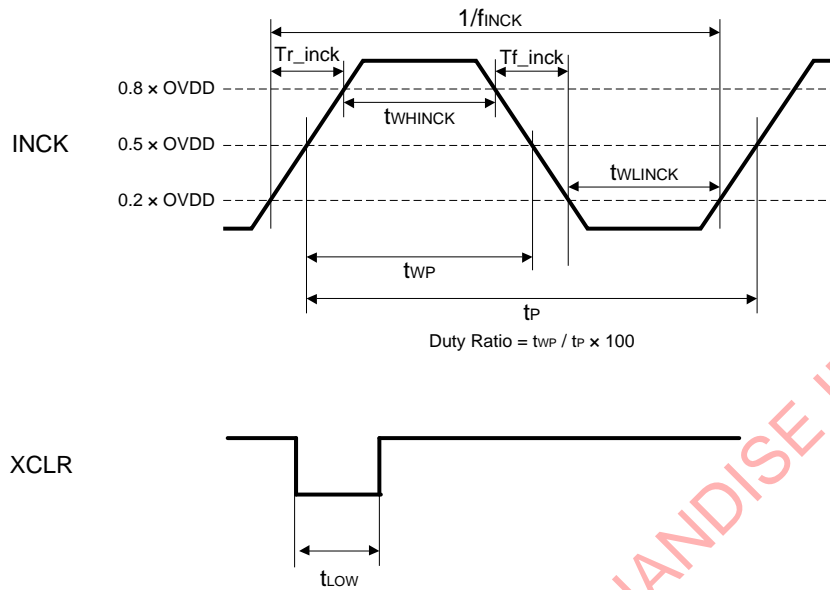 1/fINCK
Tr_inck
Tf_inck
0.8 × OVDD
tWHINCK
INCK
0.5 × OVDD
tWLINCK
0.2 × OVDD
tWP
tP
Duty Ratio = tWP / tP × 100
XCLR
tLOW